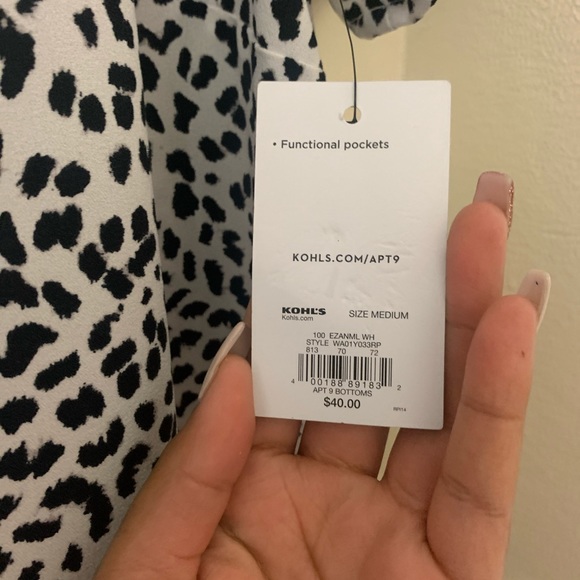 • Functional pockets
KOHLS.COM/APT9
KOHL'S SIZE MEDIUM
Kohls.com
100 EZANML WH
STYLE WA01Y033RP
813 70 72
4 00188 89183 2
APT 9 BOTTOMS
$40.00